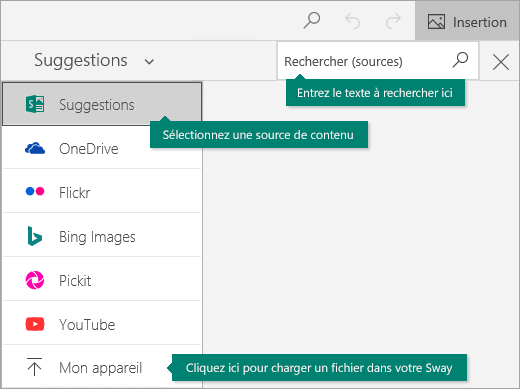 Insertion
Suggestions
Rechercher (sources)
Entrez le texte à rechercher ici
Suggestions
Sélectionnez une source de contenu
OneDrive
Flickr
Bing Images
Pickit
YouTube
Mon appareil
Cliquez ici pour charger un fichier dans votre Sway